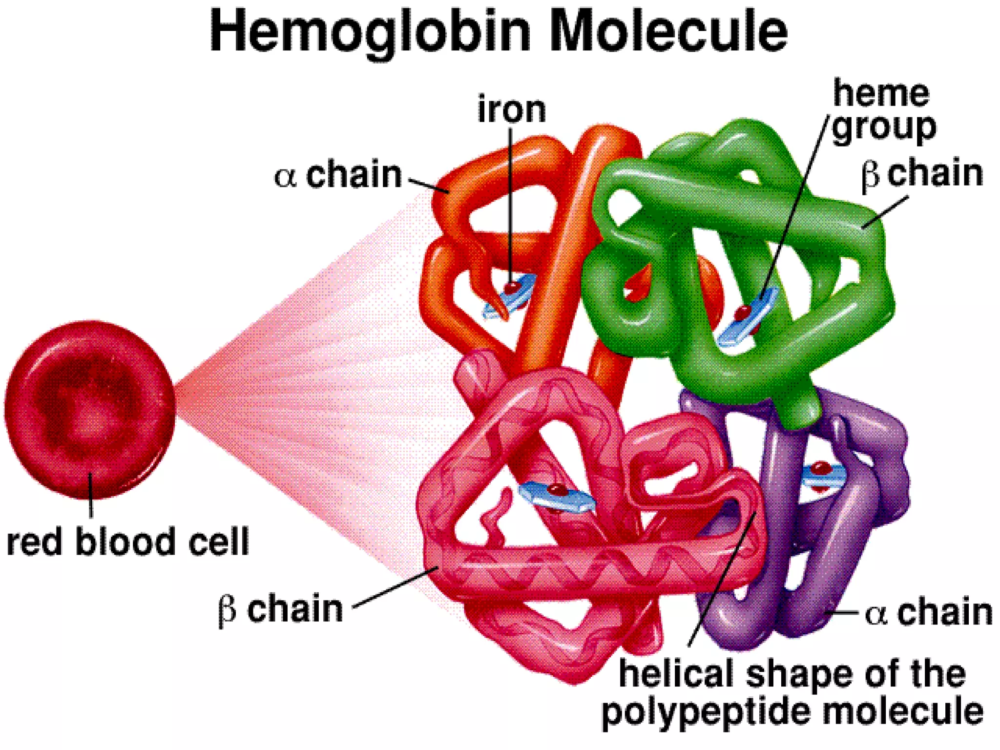 Hemoglobin Molecule
heme
group
iron
α chain
β chain
red blood cell
β chain
α chain
helical shape of the
polypeptide molecule